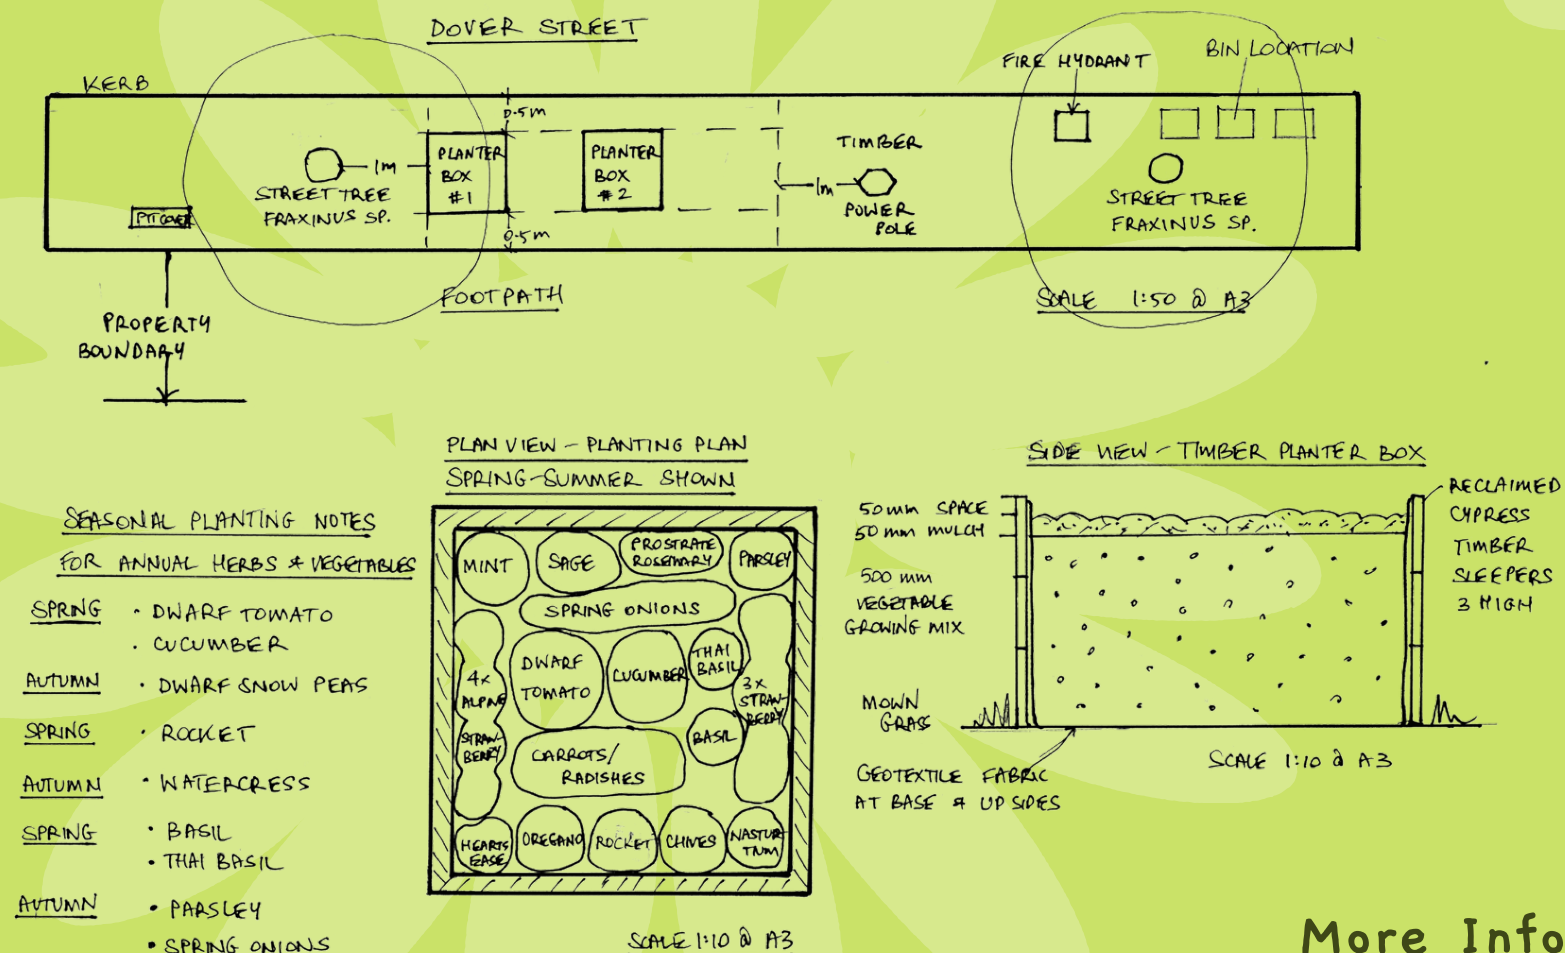 DOVER STREET
KERB
FIRE HYDRANT
BIN LOCATION
0.5m
PLANTER
BOX
#1
PLANTER
BOX
#2
1m
STREET TREE
FRAXINUS SP.
PIT COVER
0.5m
TIMBER
1m
POWER
POLE
STREET TREE
FRAXINUS SP.
FOOTPATH
SCALE 1:50 @ A3
PROPERTY
BOUNDARY
PLAN VIEW - PLANTING PLAN
SPRING-SUMMER SHOWN
SEASONAL PLANTING NOTES
FOR ANNUAL HERBS & VEGETABLES
SPRING • DWARF TOMATO
• CUCUMBER
AUTUMN • DWARF SNOW PEAS
SPRING • ROCKET
AUTUMN • WATERCRESS
SPRING • BASIL
• THAI BASIL
AUTUMN • PARSLEY
• SPRING ONIONS
MINT
SAGE
PROSTRATE
ROSEMARY
PARSLEY
SPRING ONIONS
4x
ALPINE
STRAW-
BERRY
DWARF
TOMATO
CUCUMBER
THAI
BASIL
3x
STRAW-
BERRY
BASIL
CARROTS/
RADISHES
HEARTS
EASE
OREGANO
ROCKET
CHIVES
NASTUR-
TIUM
SCALE 1:10 @ A3
SIDE VIEW - TIMBER PLANTER BOX
50mm SPACE
50mm MULCH
500 mm
VEGETABLE
GROWING MIX
MOWN
GRASS
GEOTEXTILE FABRIC
AT BASE & UP SIDES
RECLAIMED
CYPRESS
TIMBER
SLEEPERS
3 HIGH
SCALE 1:10 @ A3
More Info